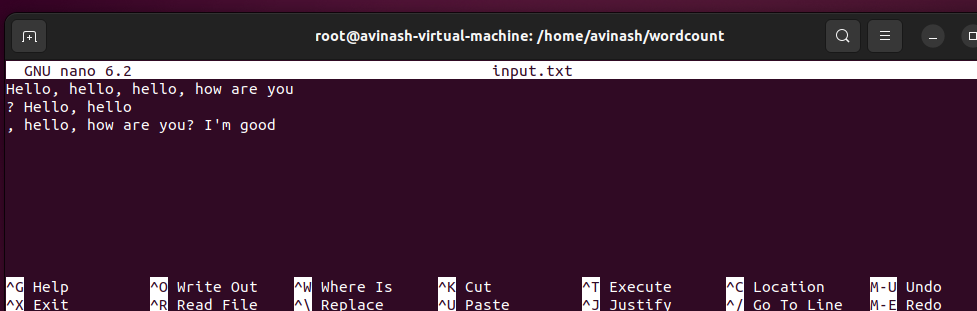 root@avinash-virtual-machine: /home/avinash/wordcount
GNU nano 6.2 input.txt
Hello, hello, hello, how are you
? Hello, hello
, hello, how are you? I'm good
^G Help ^O Write Out ^W Where Is ^K Cut ^T Execute ^C Location M-U Undo
^X Exit ^R Read File ^\ Replace ^U Paste ^J Justify ^/ Go To Line M-E Redo